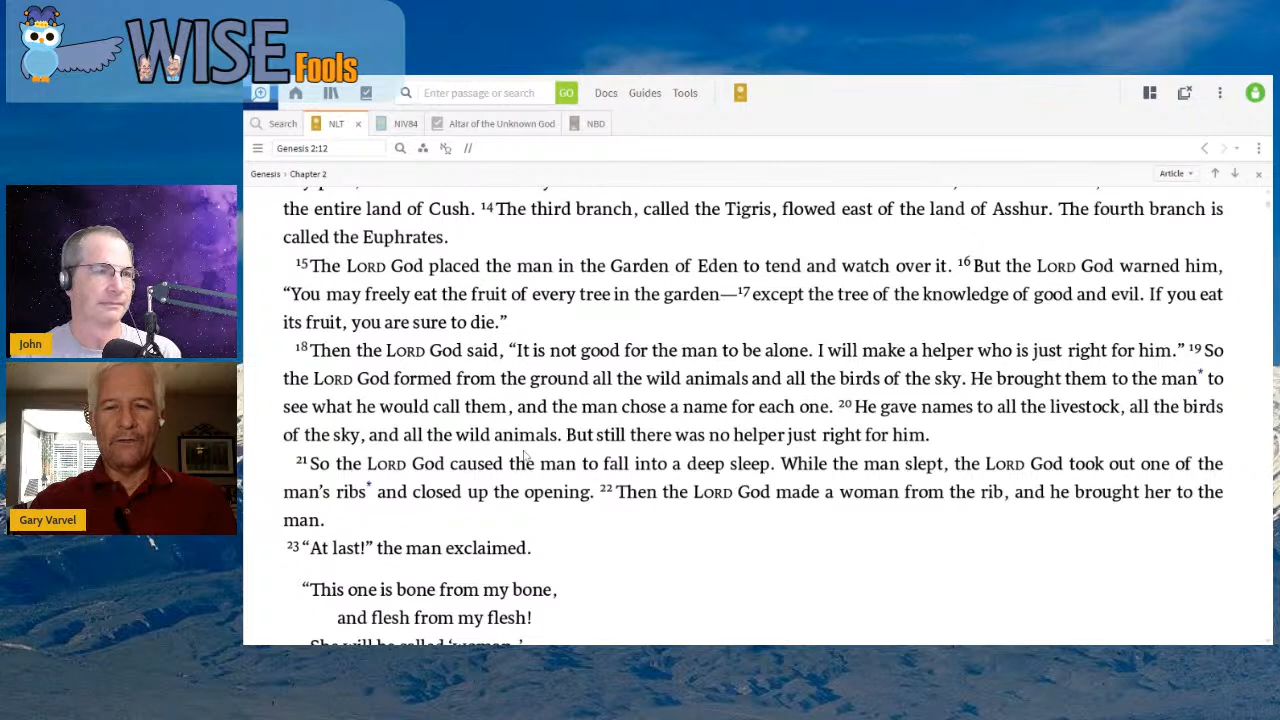 WISE Fools
Enter passage or search GO Docs Guides Tools
Search NLT NIV84 Altar of the Unknown God NBD
Genesis 2:12
Genesis › Chapter 2 Article
the entire land of Cush. 14 The third branch, called the Tigris, flowed east of the land of Asshur. The fourth branch is
called the Euphrates.
15 The LORD God placed the man in the Garden of Eden to tend and watch over it. 16 But the LORD God warned him,
“You may freely eat the fruit of every tree in the garden—17 except the tree of the knowledge of good and evil. If you eat
its fruit, you are sure to die.”
18 Then the LORD God said, “It is not good for the man to be alone. I will make a helper who is just right for him.” 19 So
the LORD God formed from the ground all the wild animals and all the birds of the sky. He brought them to the man* to
see what he would call them, and the man chose a name for each one. 20 He gave names to all the livestock, all the birds
of the sky, and all the wild animals. But still there was no helper just right for him.
21 So the LORD God caused the man to fall into a deep sleep. While the man slept, the LORD God took out one of the
man’s ribs* and closed up the opening. 22 Then the LORD God made a woman from the rib, and he brought her to the
man.
23 “At last!” the man exclaimed.
“This one is bone from my bone,
and flesh from my flesh!
She will be called ‘woman,’
John
Gary Varvel